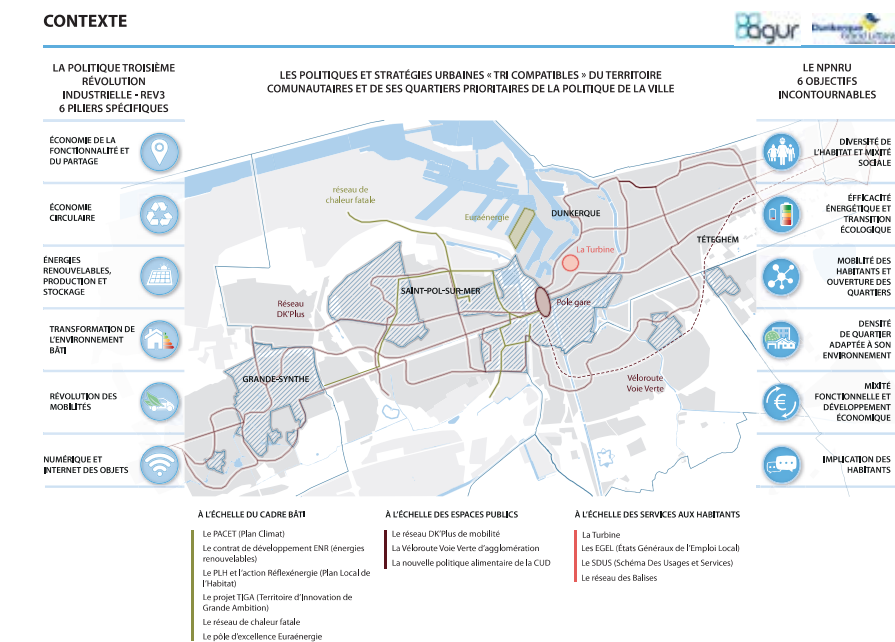 CONTEXTE
agur
Dunkerque
Grand Littoral
LA POLITIQUE TROISIÈME
RÉVOLUTION
INDUSTRIELLE - REV3
6 PILIERS SPÉCIFIQUES
LES POLITIQUES ET STRATÉGIES URBAINES « TRI COMPATIBLES » DU TERRITOIRE
COMUNAUTAIRES ET DE SES QUARTIERS PRIORITAIRES DE LA POLITIQUE DE LA VILLE
LE NPNRU
6 OBJECTIFS
INCONTOURNABLES
ÉCONOMIE DE LA
FONCTIONNALITÉ ET
DU PARTAGE
ÉCONOMIE
CIRCULAIRE
ÉNERGIES
RENOUVELABLES,
PRODUCTION ET
STOCKAGE
TRANSFORMATION DE
L'ENVIRONNEMENT
BÂTI
RÉVOLUTION DES
MOBILITÉS
NUMÉRIQUE ET
INTERNET DES OBJETS
réseau de
chaleur fatale
Euraénergie
DUNKERQUE
La Turbine
TÉTEGHEM
SAINT-POL-SUR-MER
Réseau
DK'Plus
Pole gare
GRANDE-SYNTHE
Véloroute
Voie Verte
DIVERSITÉ DE
L'HABITAT ET MIXITÉ
SOCIALE
ÉFFICACITÉ
ÉNERGÉTIQUE ET
TRANSITION
ÉCOLOGIQUE
MOBILITÉ DES
HABITANTS ET
OUVERTURE DES
QUARTIERS
DENSITÉ
DE QUARTIER
ADAPTÉE À SON
ENVIRONNEMENT
MIXITÉ
FONCTIONNELLE ET
DÉVELOPPEMENT
ÉCONOMIQUE
IMPLICATION DES
HABITANTS
À L'ÉCHELLE DU CADRE BÂTI
Le PACET (Plan Climat)
Le contrat de développement ENR (énergies
renouvelables)
Le PLH et l'action Réflexénergie (Plan Local de
l'Habitat)
Le projet TIGA (Territoire d'Innovation de
Grande Ambition)
Le réseau de chaleur fatale
Le pôle d'excellence Euraénergie
À L'ÉCHELLE DES ESPACES PUBLICS
Le réseau DK'Plus de mobilité
La Véloroute Voie Verte d'agglomération
La nouvelle politique alimentaire de la CUD
À L'ÉCHELLE DES SERVICES AUX HABITANTS
La Turbine
Les EGEL (États Généraux de l'Emploi Local)
Le SDUS (Schéma Des Usages et Services)
Le réseau des Balises